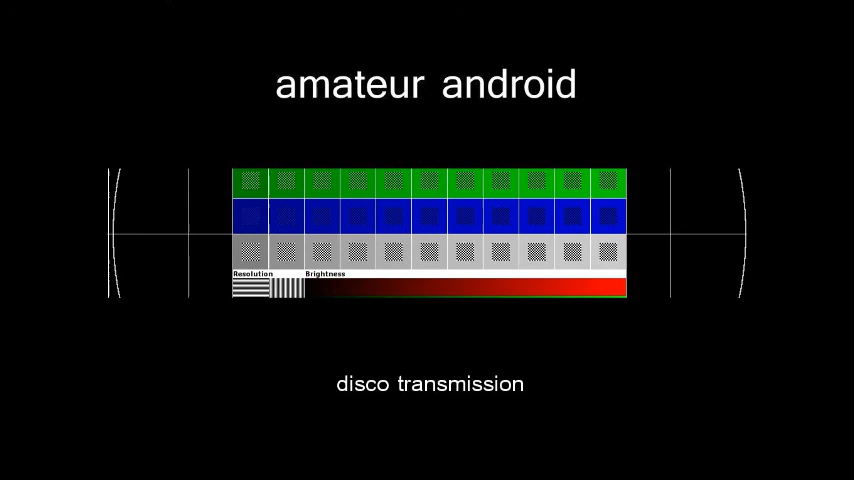 amateur android
Resolution Brightness
disco transmission